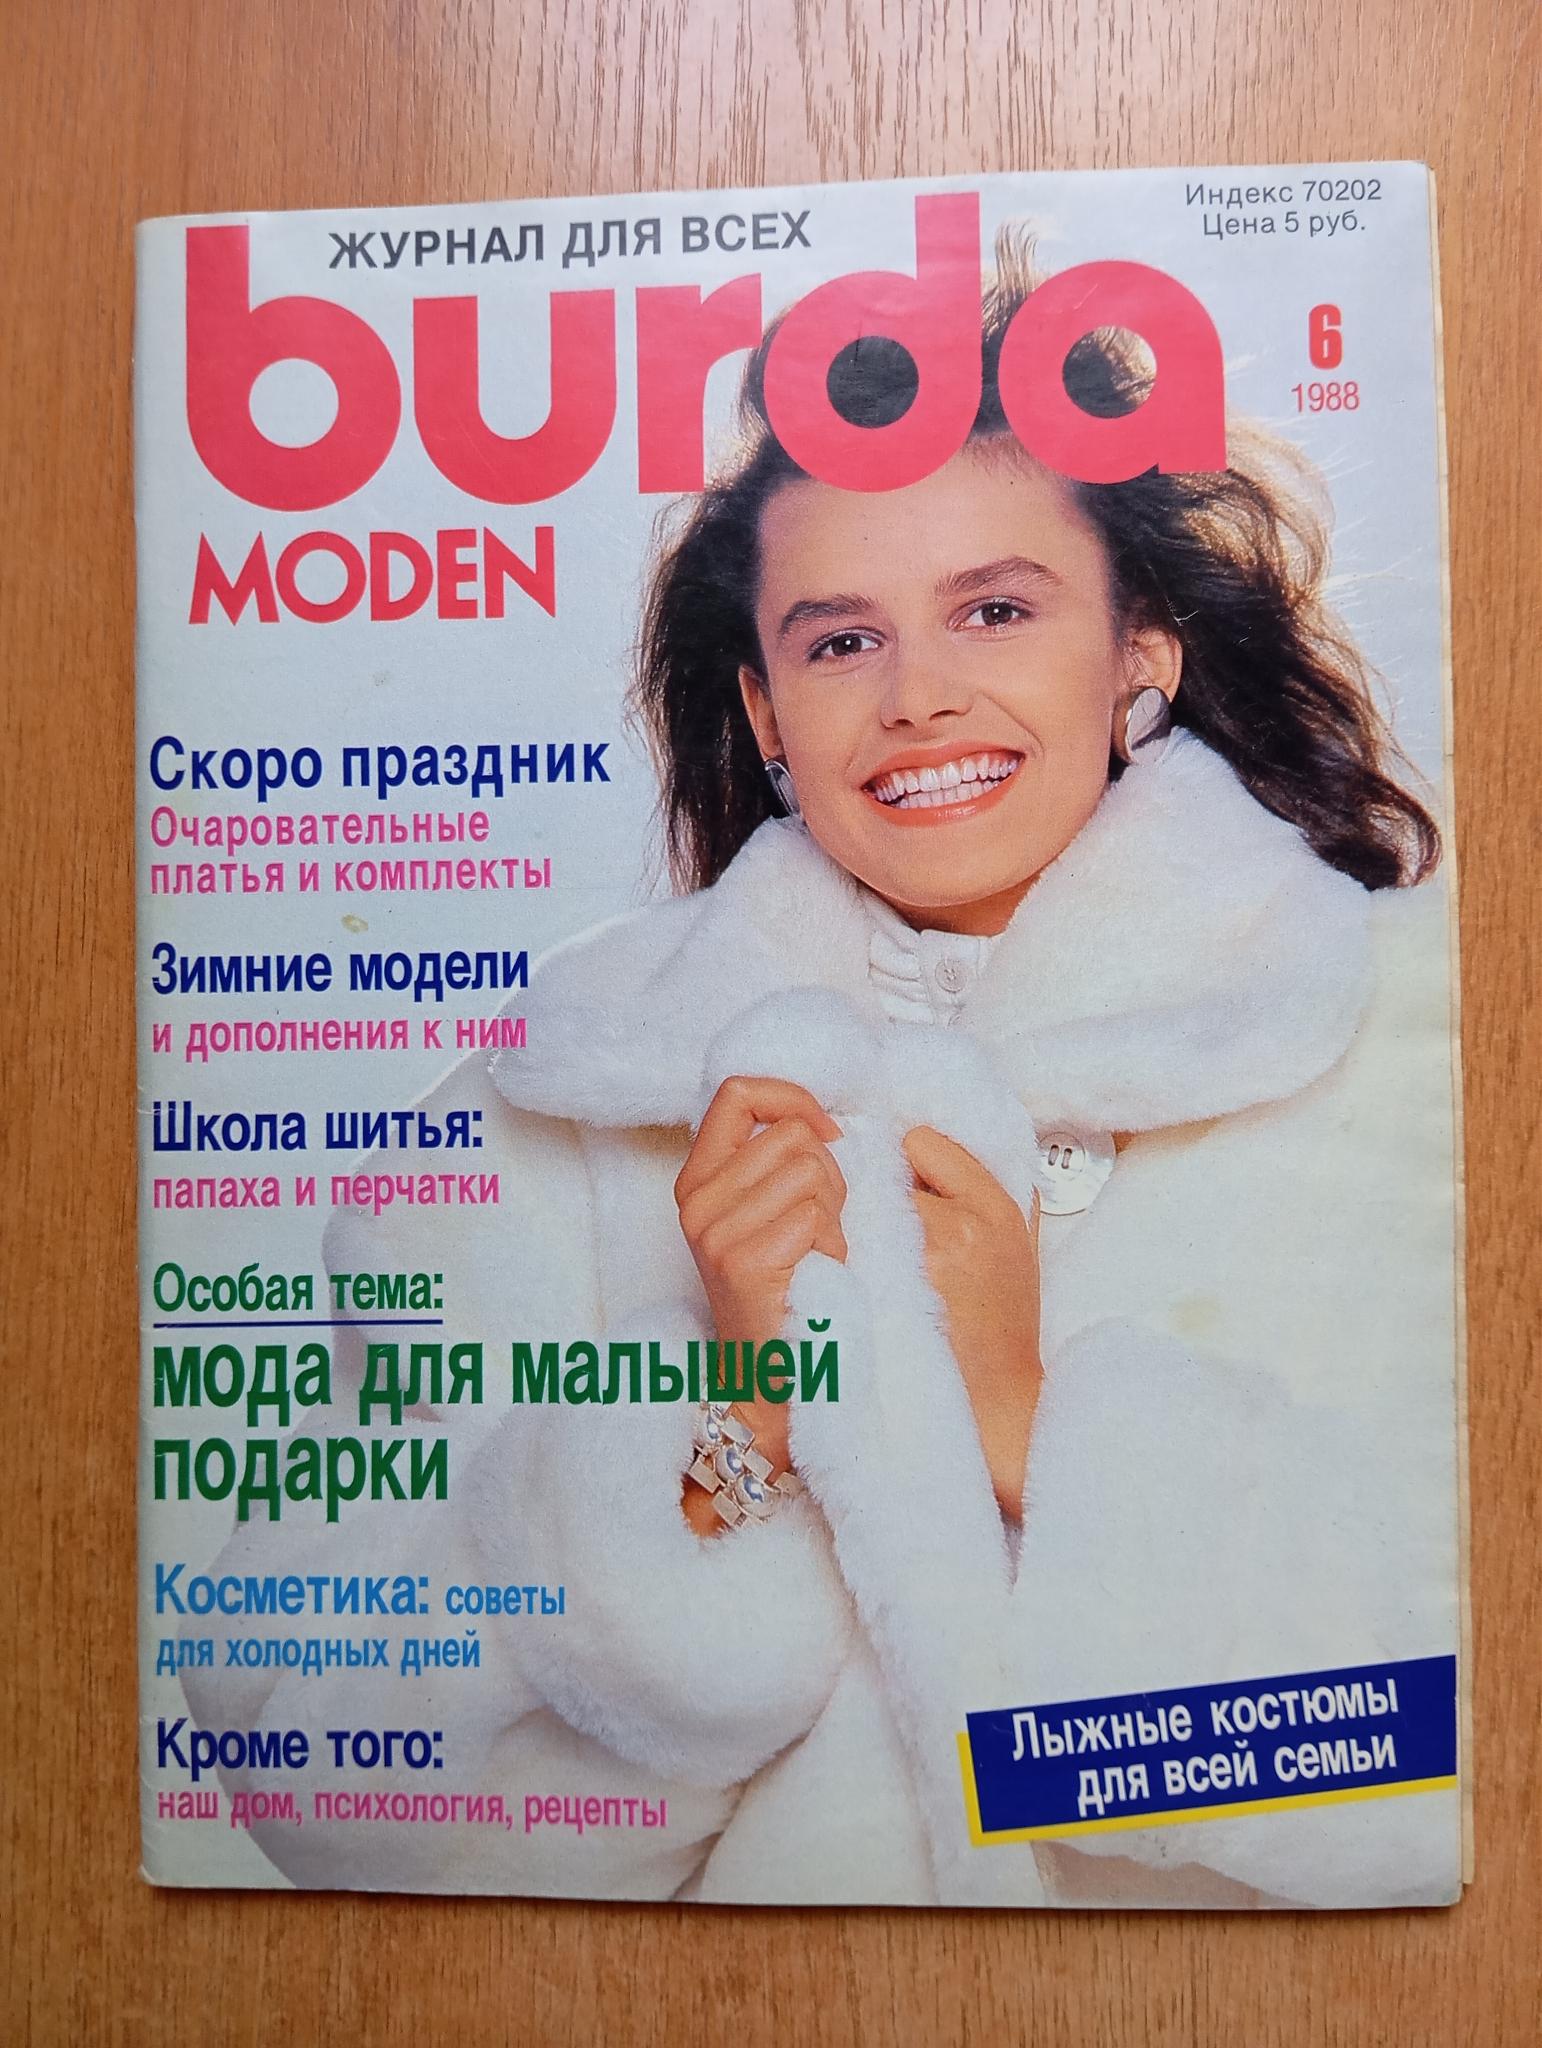 Индекс 70202
Цена 5 руб.
ЖУРНАЛ ДЛЯ ВСЕХ
burda
6
1988
MODEN
Скоро праздник
Очаровательные
платья и комплекты
Зимние модели
и дополнения к ним
Школа шитья:
папаха и перчатки
Особая тема:
мода для малышей
подарки
Косметика: советы
для холодных дней
Кроме того:
наш дом, психология, рецепты
Лыжные костюмы
для всей семьи